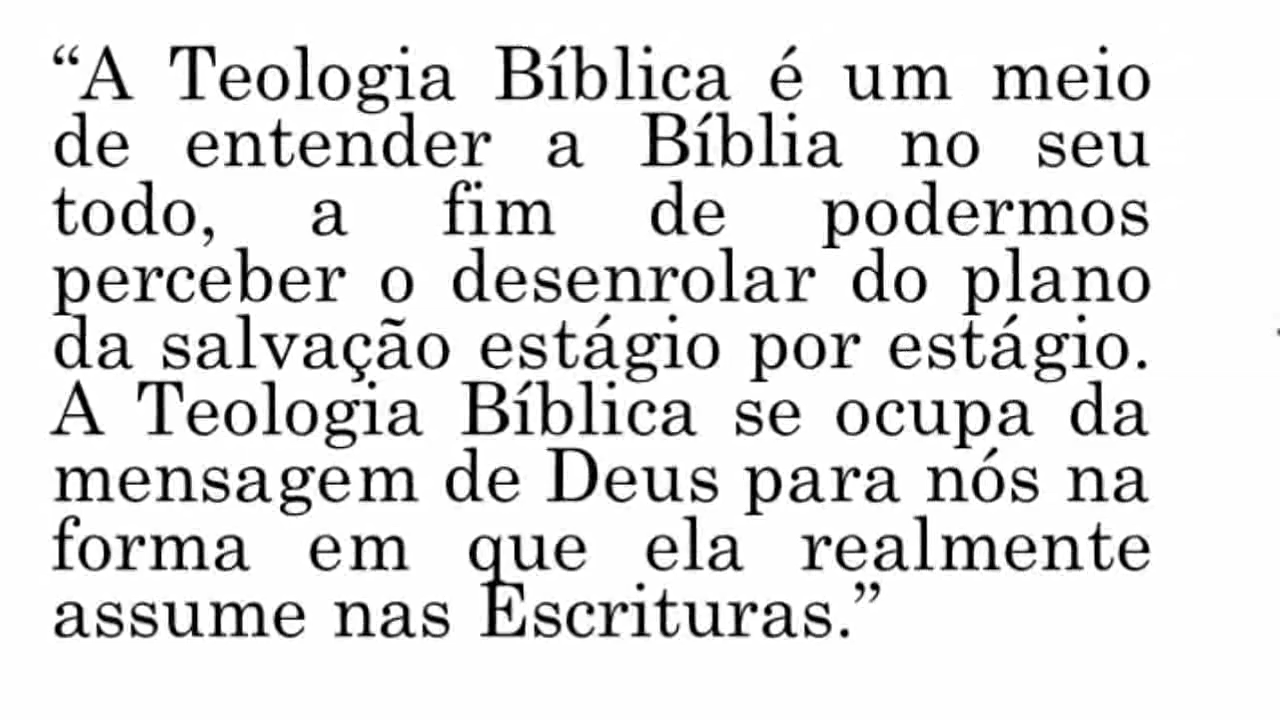 “A Teologia Bíblica é um meio
de entender a Bíblia no seu
todo, a fim de podermos
perceber o desenrolar do plano
da salvação estágio por estágio.
A Teologia Bíblica se ocupa da
mensagem de Deus para nós na
forma em que ela realmente
assume nas Escrituras.”